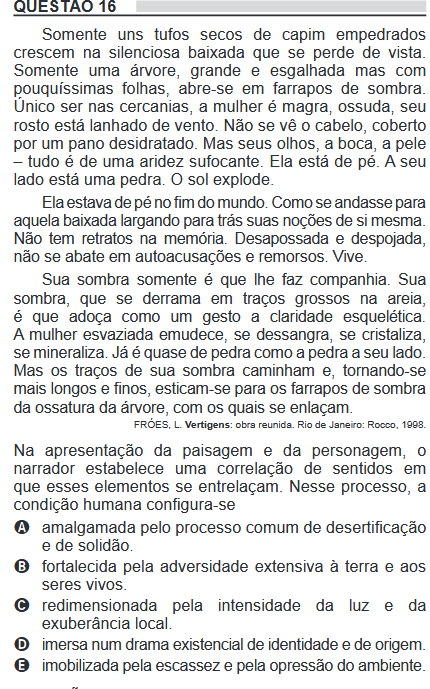 QUESTÃO 16
Somente uns tufos secos de capim empedrados
crescem na silenciosa baixada que se perde de vista.
Somente uma árvore, grande e esgalhada mas com
pouquíssimas folhas, abre-se em farrapos de sombra.
Único ser nas cercanias, a mulher é magra, ossuda, seu
rosto está lanhado de vento. Não se vê o cabelo, coberto
por um pano desidratado. Mas seus olhos, a boca, a pele
– tudo é de uma aridez sufocante. Ela está de pé. A seu
lado está uma pedra. O sol explode.
Ela estava de pé no fim do mundo. Como se andasse para
aquela baixada largando para trás suas noções de si mesma.
Não tem retratos na memória. Desapossada e despojada,
não se abate em autoacusações e remorsos. Vive.
Sua sombra somente é que lhe faz companhia. Sua
sombra, que se derrama em traços grossos na areia,
é que adoça como um gesto a claridade esquelética.
A mulher esvaziada emudece, se dessangra, se cristaliza,
se mineraliza. Já é quase de pedra como a pedra a seu lado.
Mas os traços de sua sombra caminham e, tornando-se
mais longos e finos, esticam-se para os farrapos de sombra
da ossatura da árvore, com os quais se enlaçam.
FRÓES, L. Vertigens: obra reunida. Rio de Janeiro: Rocco, 1998.
Na apresentação da paisagem e da personagem, o
narrador estabelece uma correlação de sentidos em
que esses elementos se entrelaçam. Nesse processo, a
condição humana configura-se
A amalgamada pelo processo comum de desertificação
e de solidão.
B fortalecida pela adversidade extensiva à terra e aos
seres vivos.
C redimensionada pela intensidade da luz e da
exuberância local.
D imersa num drama existencial de identidade e de origem.
E imobilizada pela escassez e pela opressão do ambiente.